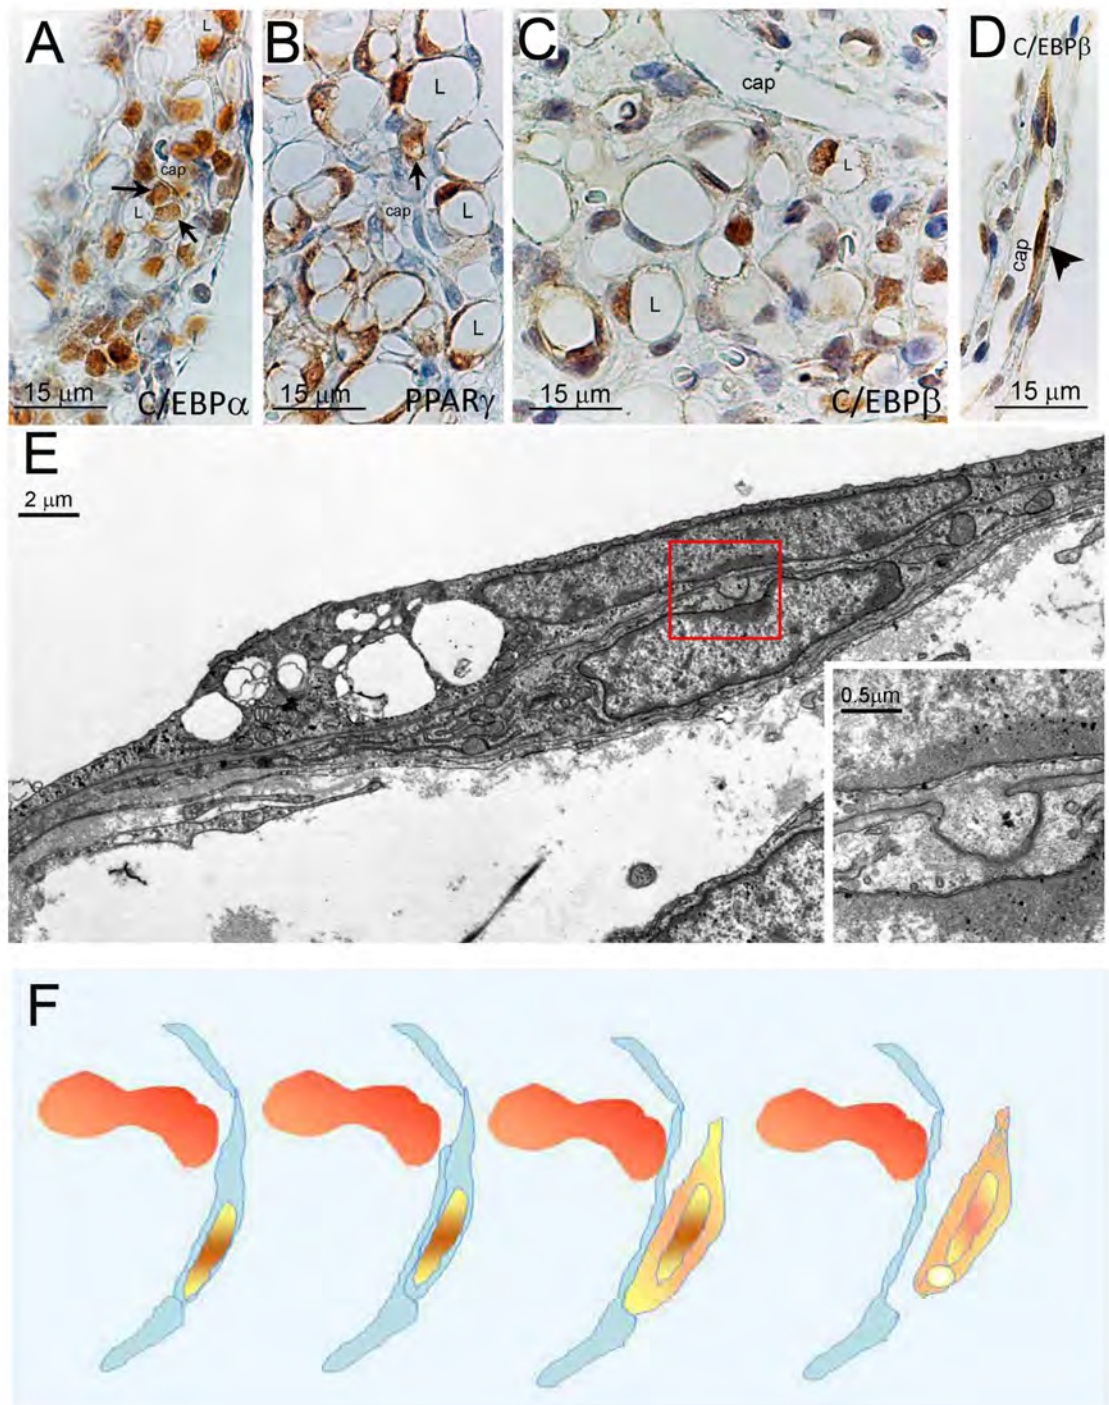 A
L
cap
L
15 μm
C/EBPα
B
L
cap
L
L
15 μm
PPARγ
C
cap
L
L
15 μm
C/EBPβ
D
C/EBPβ
cap
15 μm
E
2 μm
0.5μm
F